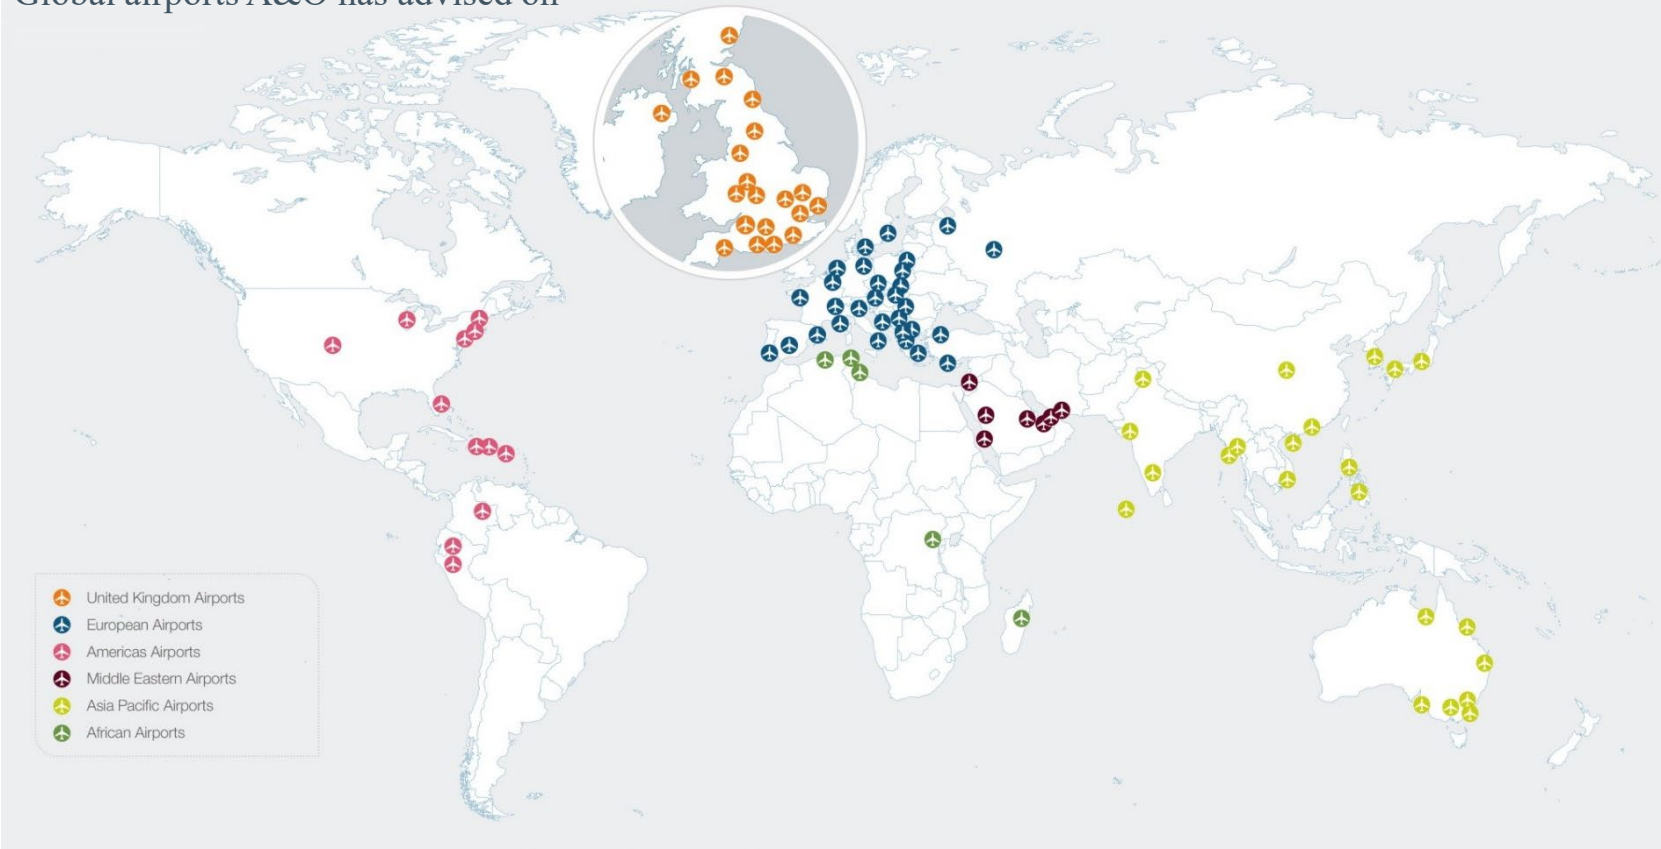 Global airports A&O has advised on
United Kingdom Airports
European Airports
Americas Airports
Middle Eastern Airports
Asia Pacific Airports
African Airports